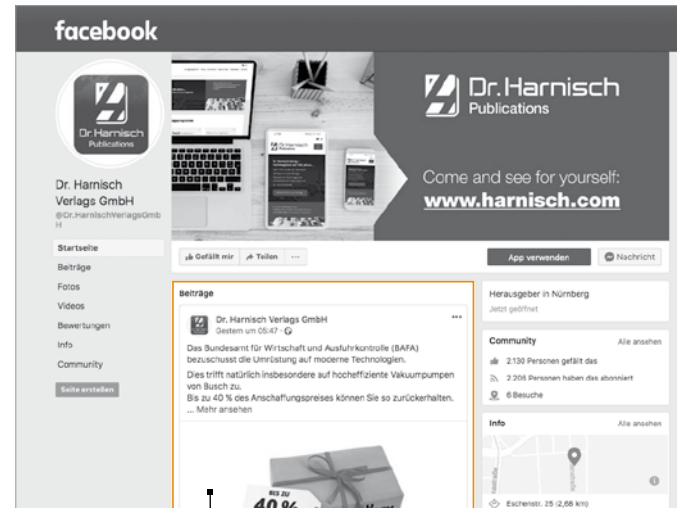 facebook
Dr. Harnisch
Publications
Dr. Harnisch
Verlags GmbH
@Dr.HarnischVerlagsGmb
H
Startseite
Beiträge
Fotos
Videos
Bewertungen
Info
Community
Seite erstellen
Dr. Harnisch
Publications
Come and see for yourself:
www.harnisch.com
Gefällt mir Teilen ...
App verwenden Nachricht
Beiträge
Dr. Harnisch Verlags GmbH
Gestern um 05:47 ·
Das Bundesamt für Wirtschaft und Ausfuhrkontrolle (BAFA)
bezuschusst die Umrüstung auf moderne Technologien.
Dies trifft natürlich insbesondere auf hocheffiziente Vakuumpumpen
von Busch zu.
Bis zu 40 % des Anschaffungspreises können Sie so zurückerhalten.
... Mehr ansehen
BIS ZU
40 %
Herausgeber in Nürnberg
Jetzt geöffnet
Community Alle ansehen
2.130 Personen gefällt das
2.206 Personen haben das abonniert
6 Besuche
Info Alle ansehen
Eschenstr. 25 (2,68 km)